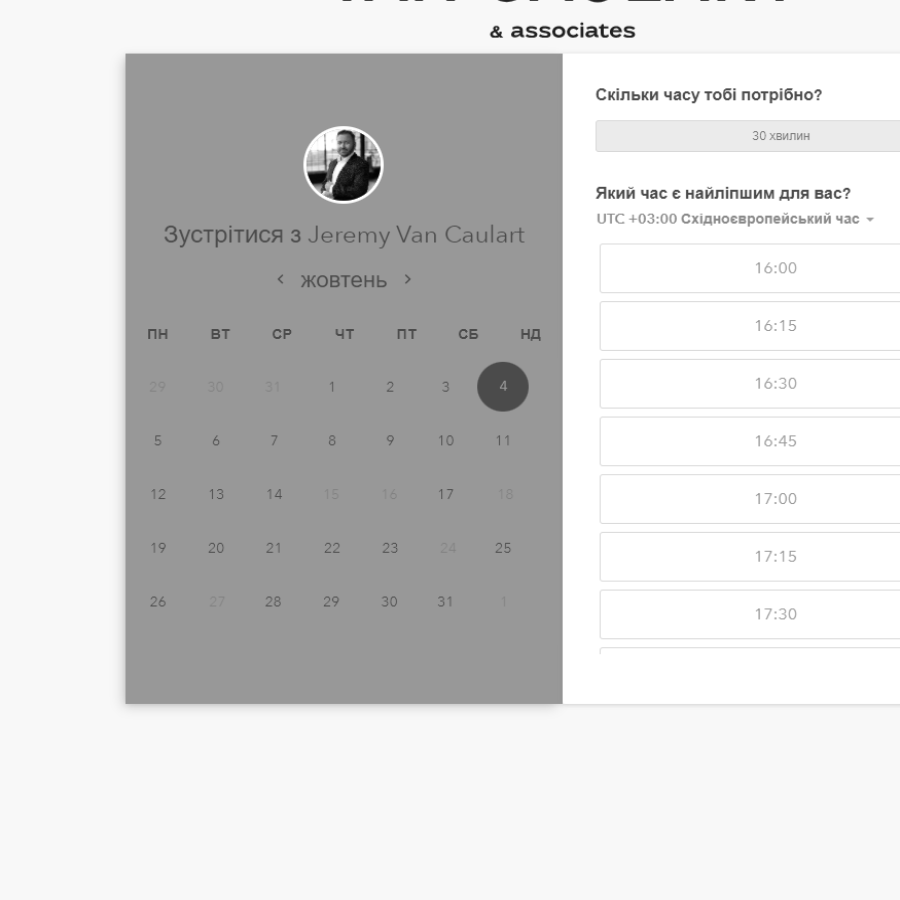 & associates
Зустрітися з Jeremy Van Caulart
жовтень
ПН ВТ СР ЧТ ПТ СБ НД
29 30 31 1 2 3 4
5 6 7 8 9 10 11
12 13 14 15 16 17 18
19 20 21 22 23 24 25
26 27 28 29 30 31 1
Скільки часу тобі потрібно?
30 хвилин
Який час є найліпшим для вас?
UTC +03:00 Східноєвропейський час
16:00
16:15
16:30
16:45
17:00
17:15
17:30